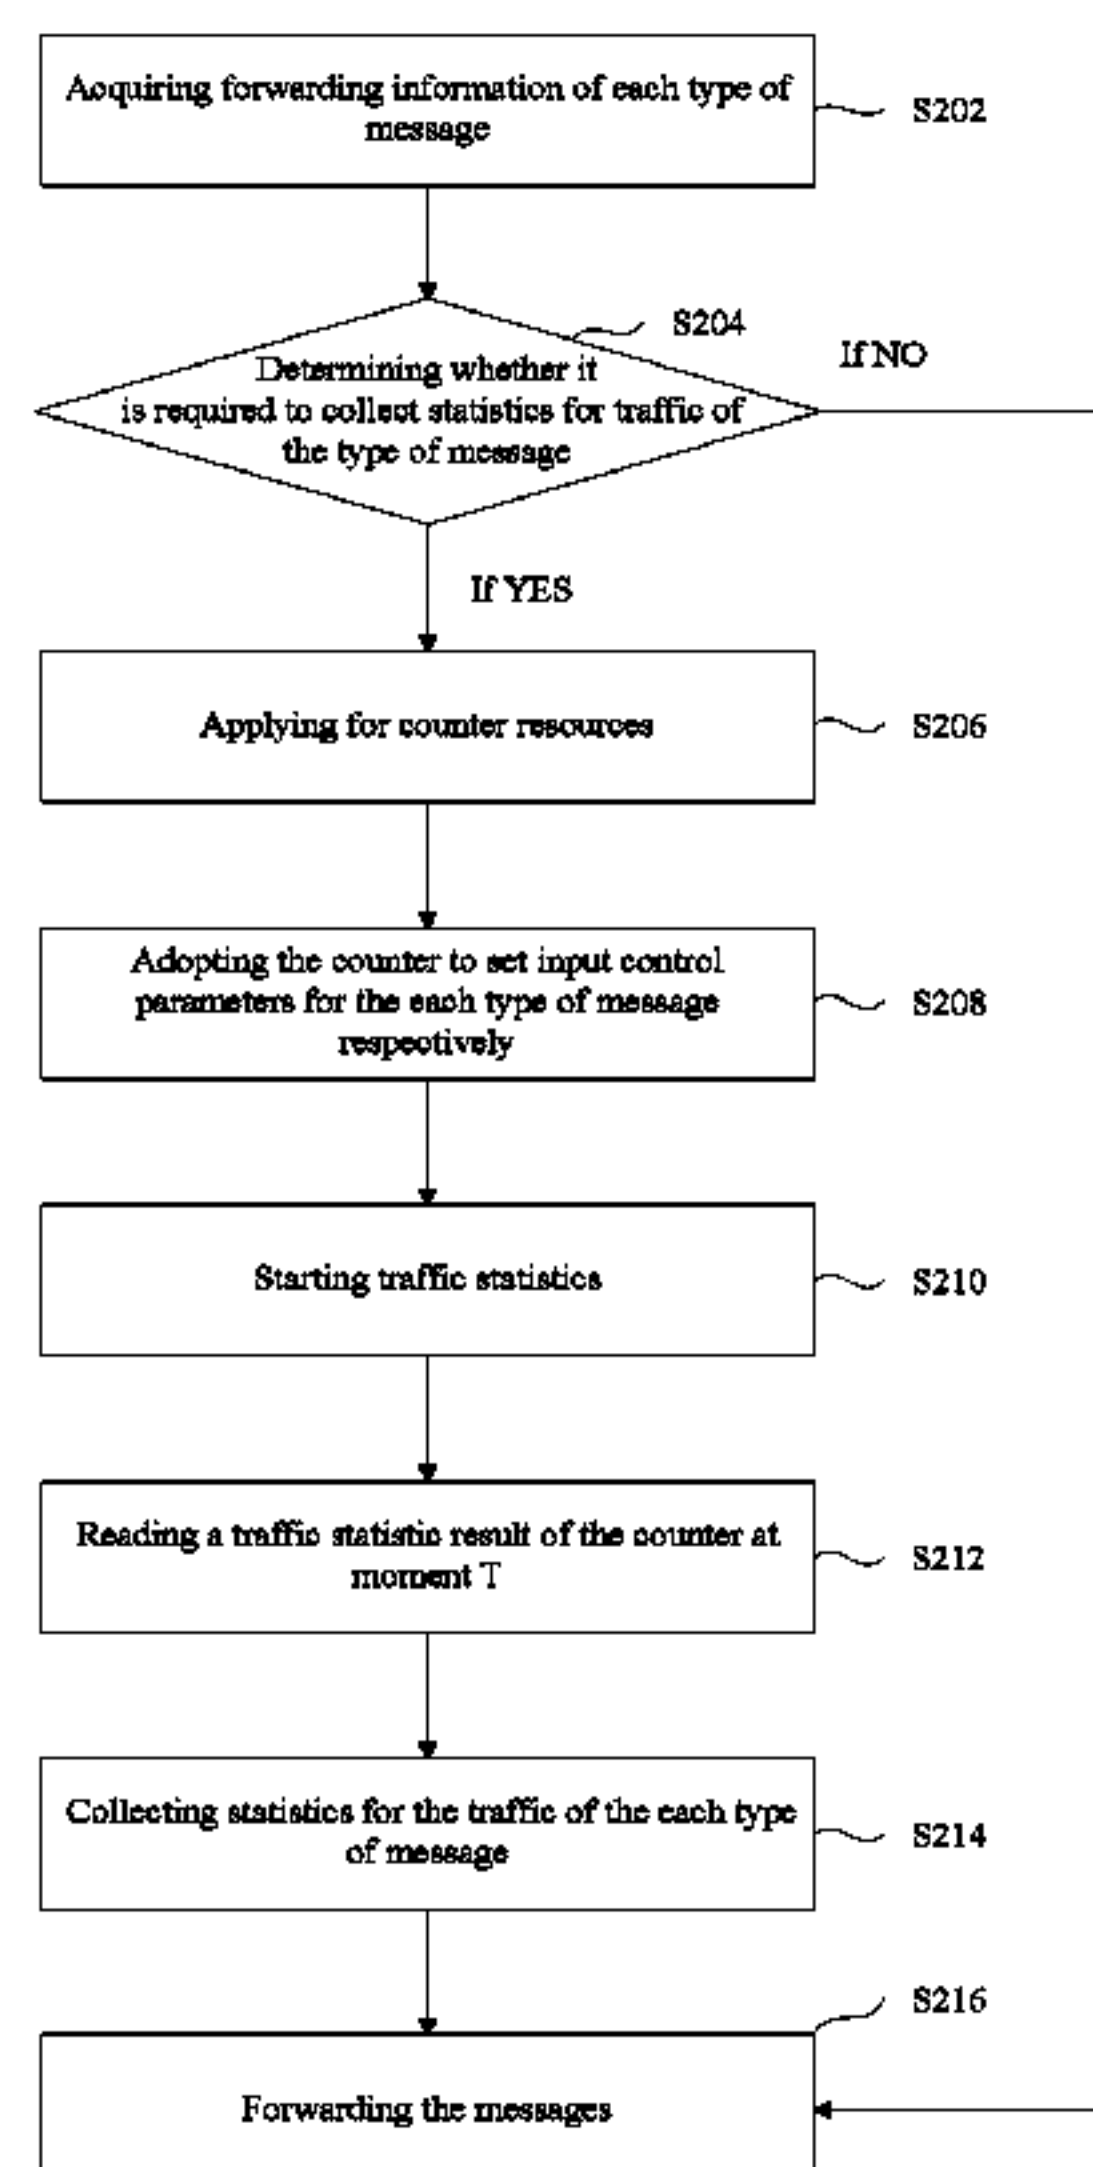 Acquiring forwarding information of each type of
message
S202
S204
If NO
Determining whether it
is required to collect statistics for traffic of
the type of message
If YES
Applying for counter resources
S206
Adopting the counter to set input control
parameters for the each type of message
respectively
S208
Starting traffic statistics
S210
Reading a traffic statistic result of the counter at
moment T
S212
Collecting statistics for the traffic of the each type
of message
S214
S216
Forwarding the messages